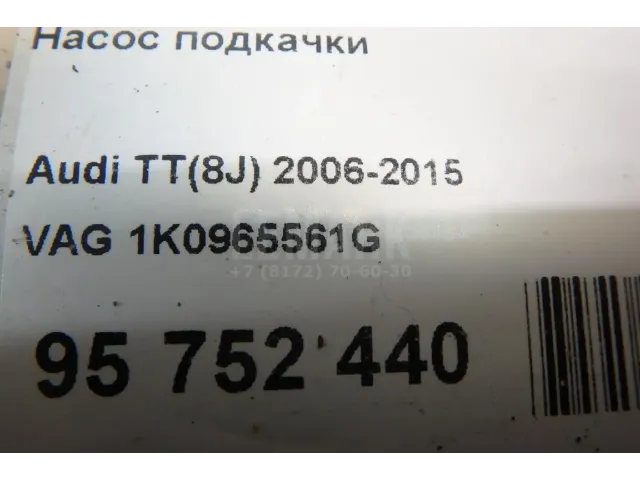 Насос подкачки
Audi TT(8J) 2006-2015
VAG 1K0965561G
+7 (8172) 70-60-30
95 752 440